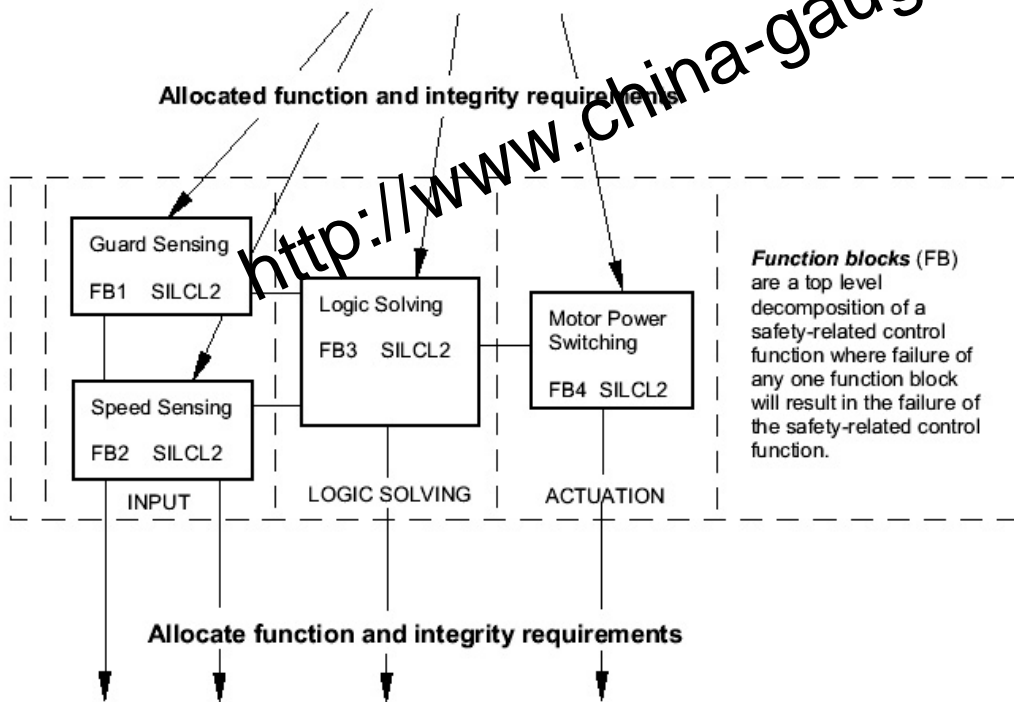 http://www.china-gaug
Allocated function and integrity requirements
Guard Sensing
FB1 SILCL2
Speed Sensing
FB2 SILCL2
INPUT
Logic Solving
FB3 SILCL2
LOGIC SOLVING
Motor Power
Switching
FB4 SILCL2
ACTUATION
Function blocks (FB)
are a top level
decomposition of a
safety-related control
function where failure of
any one function block
will result in the failure of
the safety-related control
function.
Allocate function and integrity requirements